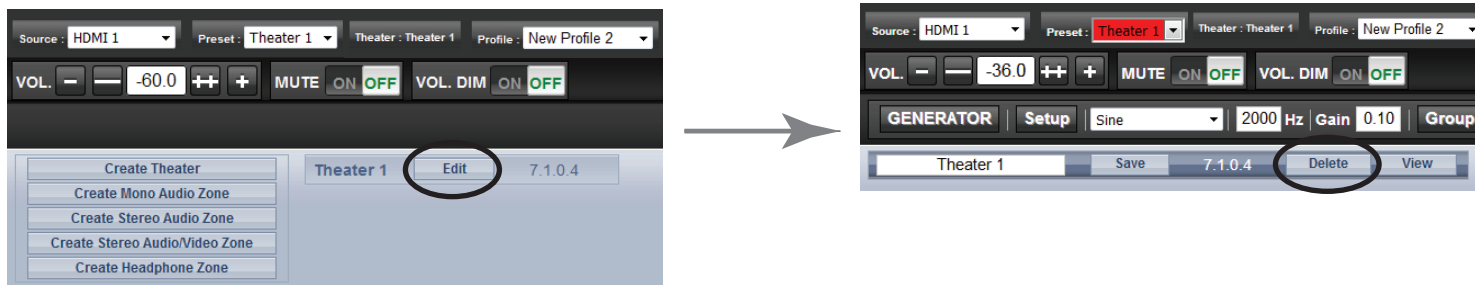 Source : HDMI 1 Preset : Theater 1 Theater : Theater 1 Profile : New Profile 2
VOL. -60.0 MUTE ON OFF VOL. DIM ON OFF
Create Theater
Create Mono Audio Zone
Create Stereo Audio Zone
Create Stereo Audio/Video Zone
Create Headphone Zone
Theater 1 Edit 7.1.0.4
Source : HDMI 1 Preset : Theater 1 Theater : Theater 1 Profile : New Profile 2
VOL. -36.0 MUTE ON OFF VOL. DIM ON OFF
GENERATOR Setup Sine 2000 Hz Gain 0.10 Group
Theater 1 Save 7.1.0.4 Delete View